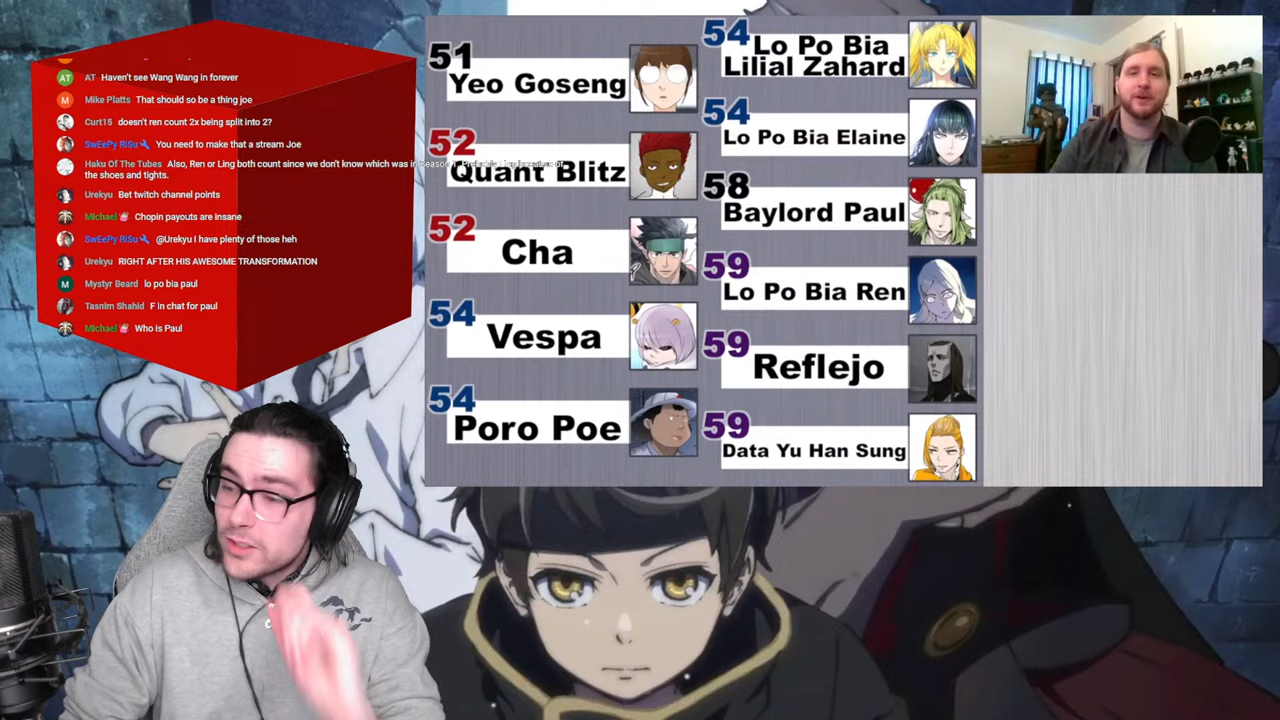 AT Haven't see Wang Wang in forever
Mike Platts That should so be a thing joe
Curt15 doesn't ren count 2x being split into 2?
SwEePy RiSu You need to make that a stream Joe
Haku Of The Tubes Also, Ren or Ling both count since we don't know which was in season
the shoes and tights.
Urekyu Bet twitch channel points
Michael Chopin payouts are insane
SwEePy RiSu @Urekyu I have plenty of those heh
Urekyu RIGHT AFTER HIS AWESOME TRANSFORMATION
Mystyr Beard lo po bia paul
Tasnim Shahid F in chat for paul
Michael Who is Paul
51
Yeo Goseng
52
Quant Blitz
52
Cha
54
Vespa
54
Poro Poe
54
Lo Po Bia
Lilial Zahard
54
Lo Po Bia Elaine
58
Baylord Paul
59
Lo Po Bia Ren
59
Reflejo
59
Data Yu Han Sung